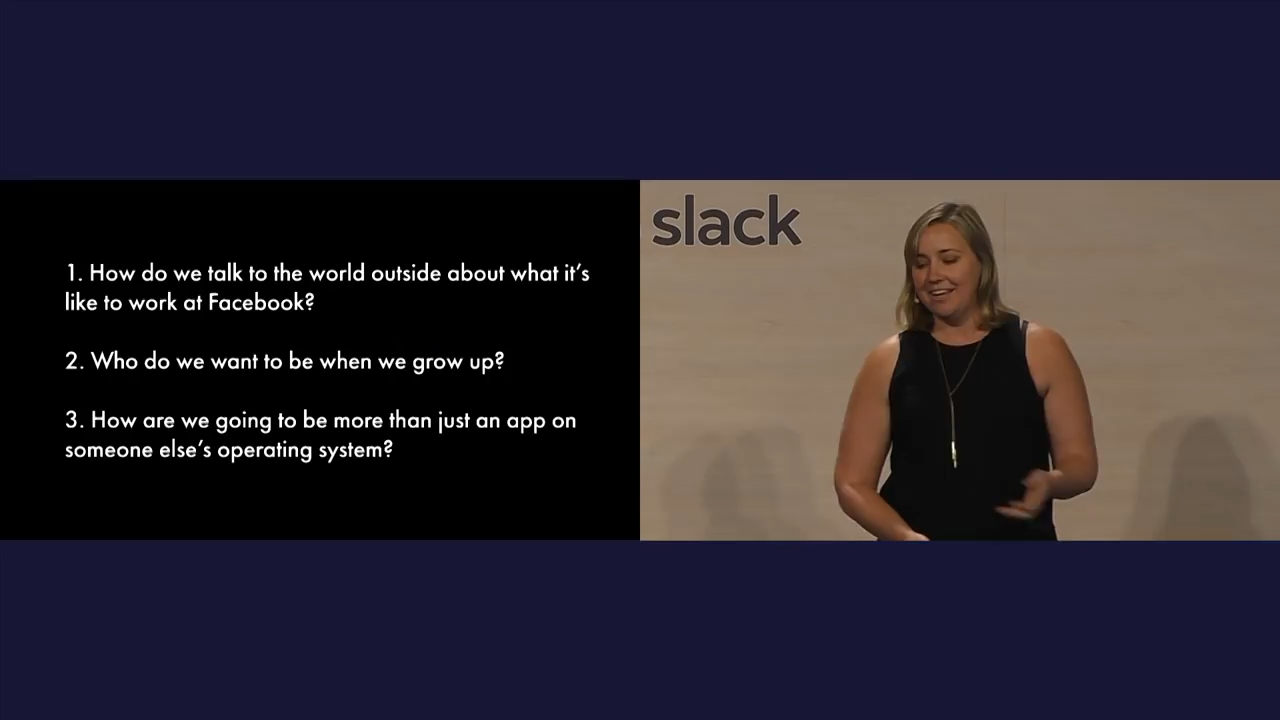 1. How do we talk to the world outside about what it’s
like to work at Facebook?
2. Who do we want to be when we grow up?
3. How are we going to be more than just an app on
someone else’s operating system?
slack